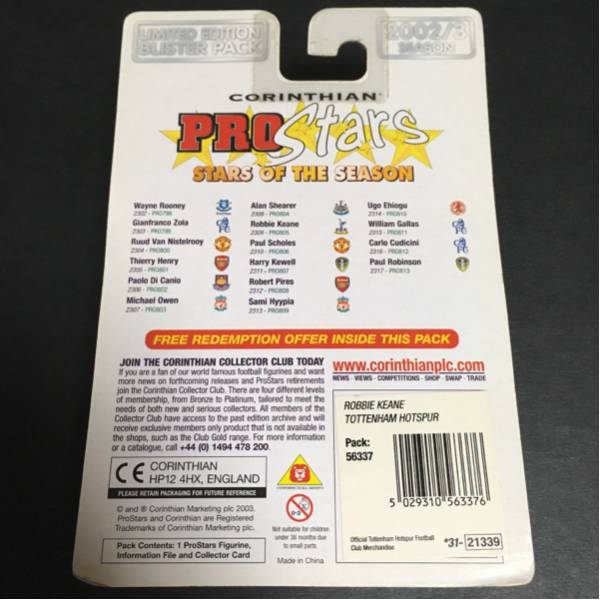 LIMITED EDITION
BLISTER PACK
2002/3
SEASON
CORINTHIAN
PROStars
STARS OF THE SEASON
Wayne Rooney
2302 - PRO798
Gianfranco Zola
2303 - PRO799
Ruud Van Nistelrooy
2304 - PRO800
Thierry Henry
2305 - PRO801
Paolo Di Canio
2306 - PRO802
Michael Owen
2307 - PRO803
Alan Shearer
2308 - PRO804
Robbie Keane
2309 - PRO805
Paul Scholes
2310 - PRO806
Harry Kewell
2311 - PRO807
Robert Pires
2312 - PRO808
Sami Hyypia
2313 - PRO809
Ugo Ehiogu
2314 - PRO810
William Gallas
2315 - PRO811
Carlo Cudicini
2316 - PRO812
Paul Robinson
2317 - PRO813
FREE REDEMPTION OFFER INSIDE THIS PACK
JOIN THE CORINTHIAN COLLECTOR CLUB TODAY
If you are a fan of our world famous football figurines and want
more news on forthcoming releases and ProStars retirements
join the Corinthian Collector Club. There are four different levels
of membership, from Bronze to Platinum, tailored to meet the
needs of both new and serious collectors. All members of the
Collector Club have access to the past edition archive and will
receive exclusive members only product that is not available in
the shops, such as the Club Gold range. For more information
or a catalogue, call +44 (0) 1494 478 200.
www.corinthianplc.com
NEWS - VIEWS - COMPETITIONS - SHOP - SWAP - TRADE
CE CORINTHIAN
HP12 4HX, ENGLAND
PLEASE RETAIN PACKAGING FOR FUTURE REFERENCE
© and ® Corinthian Marketing plc 2003.
ProStars and Corinthian are Registered
Trademarks of Corinthian Marketing plc.
Pack Contents: 1 ProStars Figurine,
Information File and Collector Card
0-3
Not suitable for children
under 36 months due
to small parts.
Made in China
ROBBIE KEANE
TOTTENHAM HOTSPUR
Pack:
56337
5 029310 563376
Official Tottenham Hotspur Football
Club Merchandise
*31- 21339